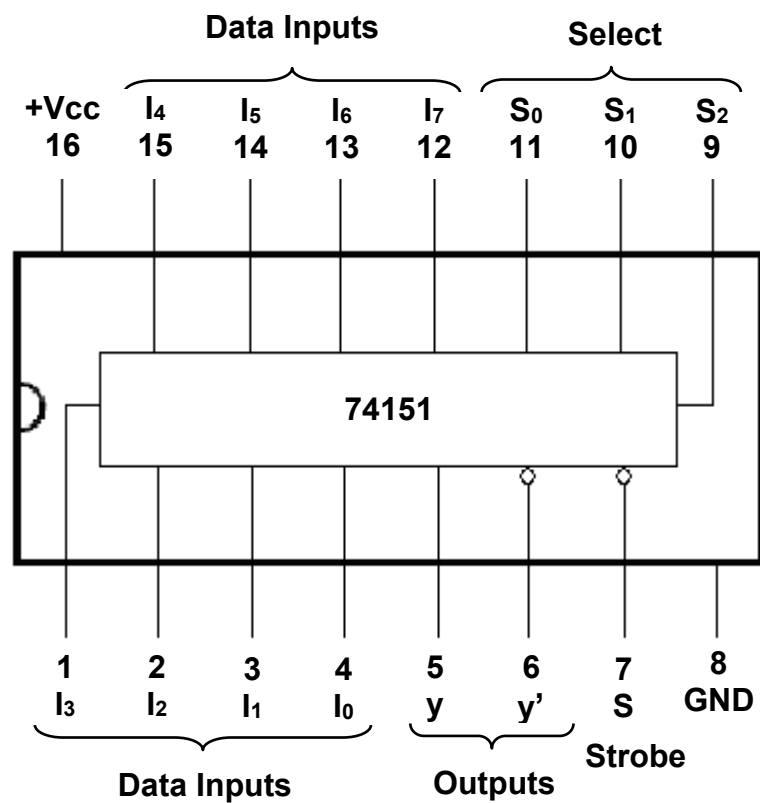 Data Inputs Select
+Vcc I₄ I₅ I₆ I₇ S₀ S₁ S₂
16 15 14 13 12 11 10 9
74151
1 2 3 4 5 6 7 8
I₃ I₂ I₁ I₀ y y’ S GND
Strobe
Data Inputs Outputs